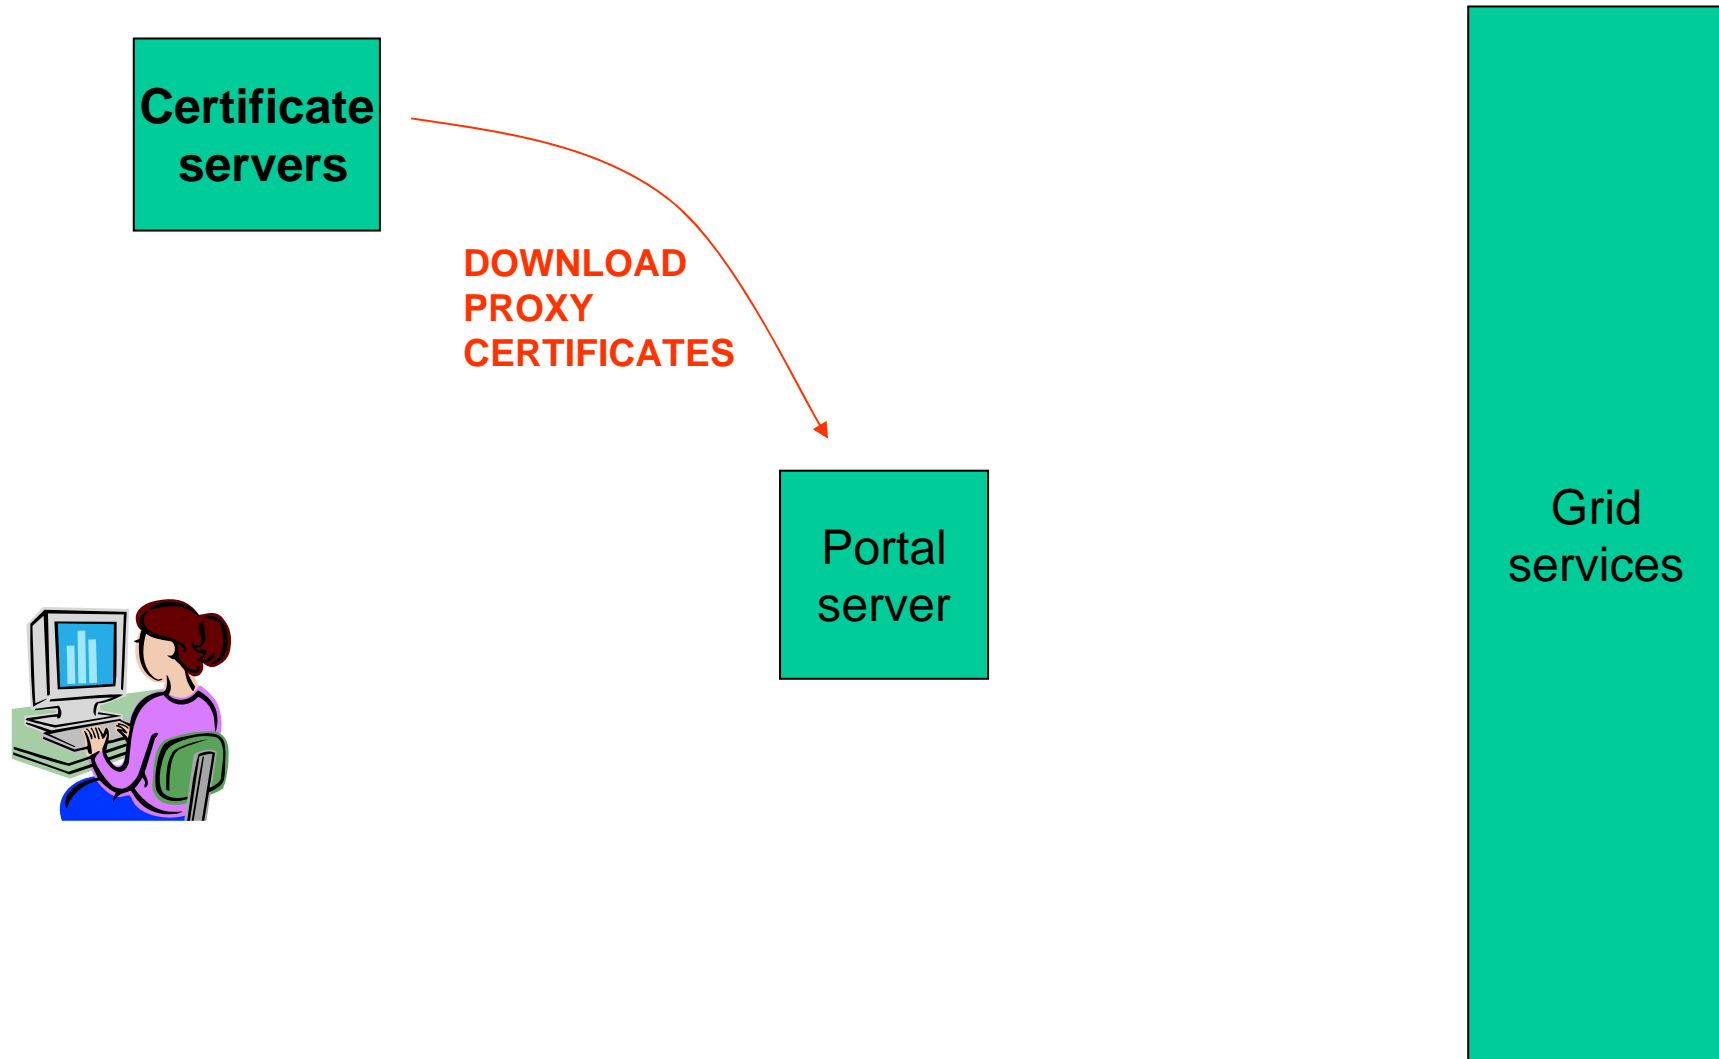 Certificate
servers
DOWNLOAD
PROXY
CERTIFICATES
Portal
server
Grid
services